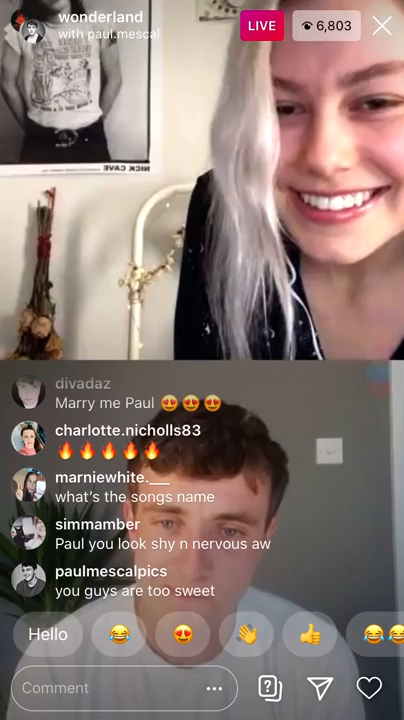 wonderland
with paul.mescal
LIVE
6,803
NICK CAVE
divadaz
Marry me Paul 😍😍😍
charlotte.nicholls83
🔥🔥🔥🔥🔥
marniewhite.___
what's the songs name
simmamber
Paul you look shy n nervous aw
paulmescalpics
you guys are too sweet
Hello 😂 😍 👋 👍 😂😂
Comment